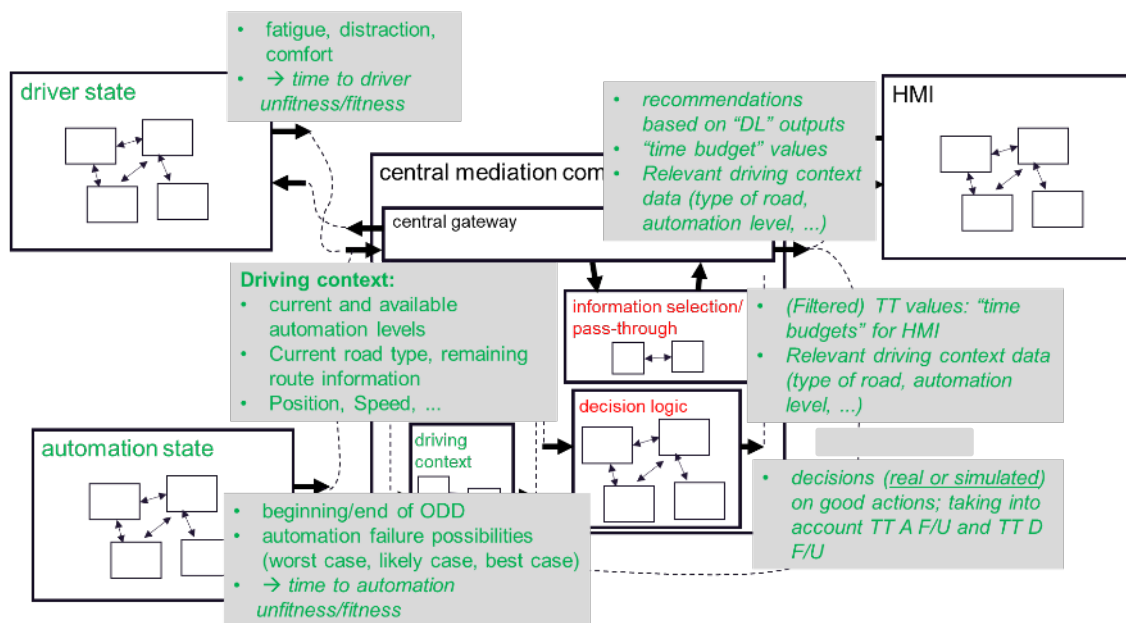 • fatigue, distraction,
comfort
• → time to driver
unfitness/fitness
driver state
• recommendations
based on “DL” outputs
• “time budget” values
• Relevant driving context
data (type of road,
automation level, ...)
HMI
central mediation com
central gateway
Driving context:
• current and available
automation levels
• Current road type, remaining
route information
• Position, Speed, ...
information selection/
pass-through
• (Filtered) TT values: “time
budgets” for HMI
• Relevant driving context data
(type of road, automation
level, ...)
decision logic
driving
context
automation state
• beginning/end of ODD
• automation failure possibilities
(worst case, likely case, best case)
• → time to automation
unfitness/fitness
• decisions (real or simulated)
on good actions; taking into
account TT A F/U and TT D
F/U